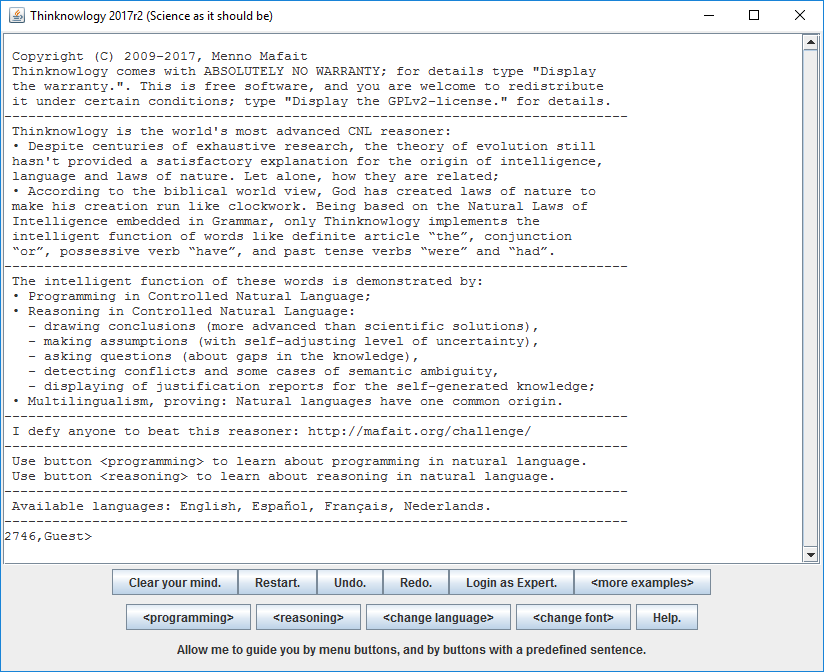 Thinknowlogy 2017r2 (Science as it should be)
Copyright (C) 2009-2017, Menno Mafait
Thinknowlogy comes with ABSOLUTELY NO WARRANTY; for details type "Display
the warranty.". This is free software, and you are welcome to redistribute
it under certain conditions; type "Display the GPLv2-license." for details.
------------------------------------------------------------------------------
Thinknowlogy is the world's most advanced CNL reasoner:
• Despite centuries of exhaustive research, the theory of evolution still
hasn't provided a satisfactory explanation for the origin of intelligence,
language and laws of nature. Let alone, how they are related;
• According to the biblical world view, God has created laws of nature to
make his creation run like clockwork. Being based on the Natural Laws of
Intelligence embedded in Grammar, only Thinknowlogy implements the
intelligent function of words like definite article “the”, conjunction
“or”, possessive verb “have”, and past tense verbs “were” and “had”.
------------------------------------------------------------------------------
The intelligent function of these words is demonstrated by:
• Programming in Controlled Natural Language;
• Reasoning in Controlled Natural Language:
- drawing conclusions (more advanced than scientific solutions),
- making assumptions (with self-adjusting level of uncertainty),
- asking questions (about gaps in the knowledge),
- detecting conflicts and some cases of semantic ambiguity,
- displaying of justification reports for the self-generated knowledge;
• Multilingualism, proving: Natural languages have one common origin.
------------------------------------------------------------------------------
I defy anyone to beat this reasoner: http://mafait.org/challenge/
------------------------------------------------------------------------------
Use button <programming> to learn about programming in natural language.
Use button <reasoning> to learn about reasoning in natural language.
------------------------------------------------------------------------------
Available languages: English, Español, Français, Nederlands.
------------------------------------------------------------------------------
2746,Guest>
Clear your mind. Restart. Undo. Redo. Login as Expert. <more examples>
<programming> <reasoning> <change language> <change font> Help.
Allow me to guide you by menu buttons, and by buttons with a predefined sentence.